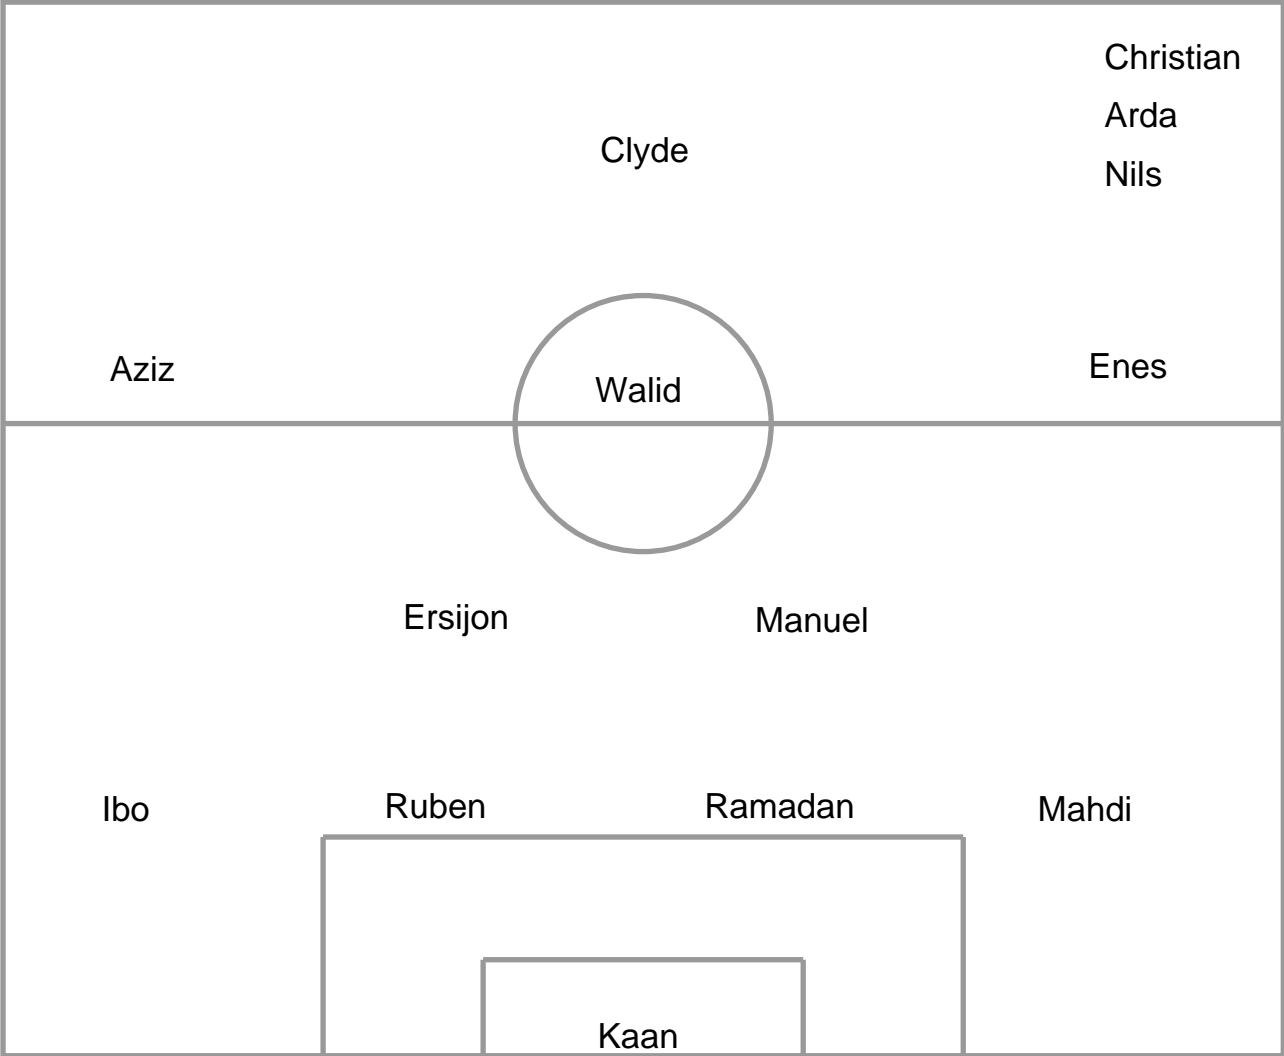 Christian
Arda
Clyde
Nils
Aziz
Walid
Enes
Ersijon
Manuel
Ibo
Ruben
Ramadan
Mahdi
Kaan